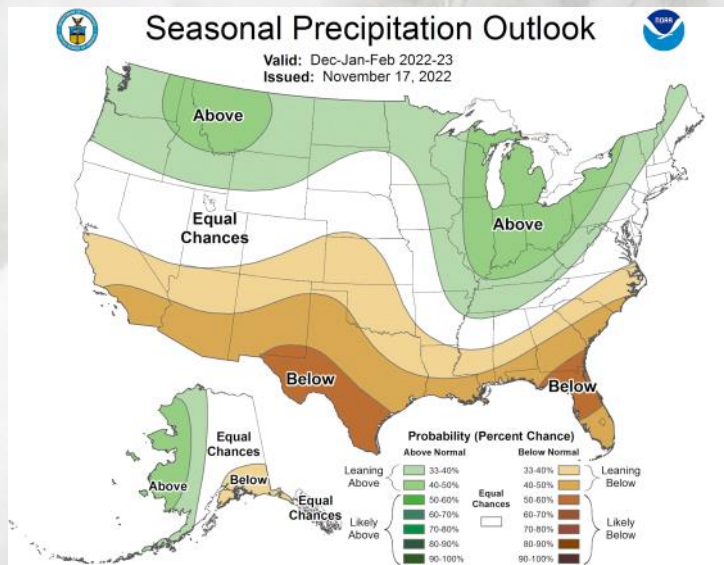 Seasonal Precipitation Outlook
NOAA
Valid: Dec-Jan-Feb 2022-23
Issued: November 17, 2022
Above
Equal
Chances
Above
Below
Below
Equal
Chances
Above
Below
Equal
Chances
Probability (Percent Chance)
Above Normal
Below Normal
Leaning
Above
33-40%
40-50%
Likely
Above
50-60%
60-70%
70-80%
80-90%
90-100%
Equal
Chances
33-40%
40-50%
Leaning
Below
50-60%
60-70%
70-80%
80-90%
90-100%
Likely
Below